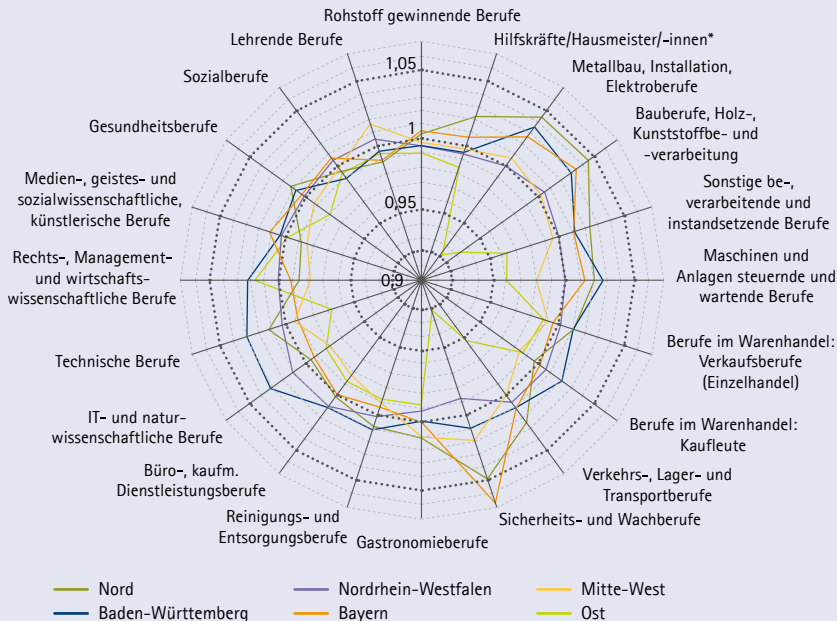 Rohstoff gewinnende Berufe
Hilfskräfte/Hausmeister/-innen*
Metallbau, Installation,
Elektroberufe
Bauberufe, Holz-,
Kunststoffbe- und
-verarbeitung
Sonstige be-,
verarbeitende und
instandsetzende Berufe
Maschinen und
Anlagen steuernde und
wartende Berufe
Berufe im Warenhandel:
Verkaufsberufe
(Einzelhandel)
Berufe im Warenhandel:
Kaufleute
Verkehrs-, Lager- und
Transportberufe
Sicherheits- und Wachberufe
Gastronomieberufe
Reinigungs- und
Entsorgungsberufe
Büro-, kaufm.
Dienstleistungsberufe
IT- und natur-
wissenschaftliche Berufe
Technische Berufe
Rechts-, Management-
und wirtschafts-
wissenschaftliche Berufe
Medien-, geistes- und
sozialwissenschaftliche,
künstlerische Berufe
Gesundheitsberufe
Sozialberufe
Lehrende Berufe
1,05
1
0,95
0,9
Nord
Nordrhein-Westfalen
Mitte-West
Baden-Württemberg
Bayern
Ost